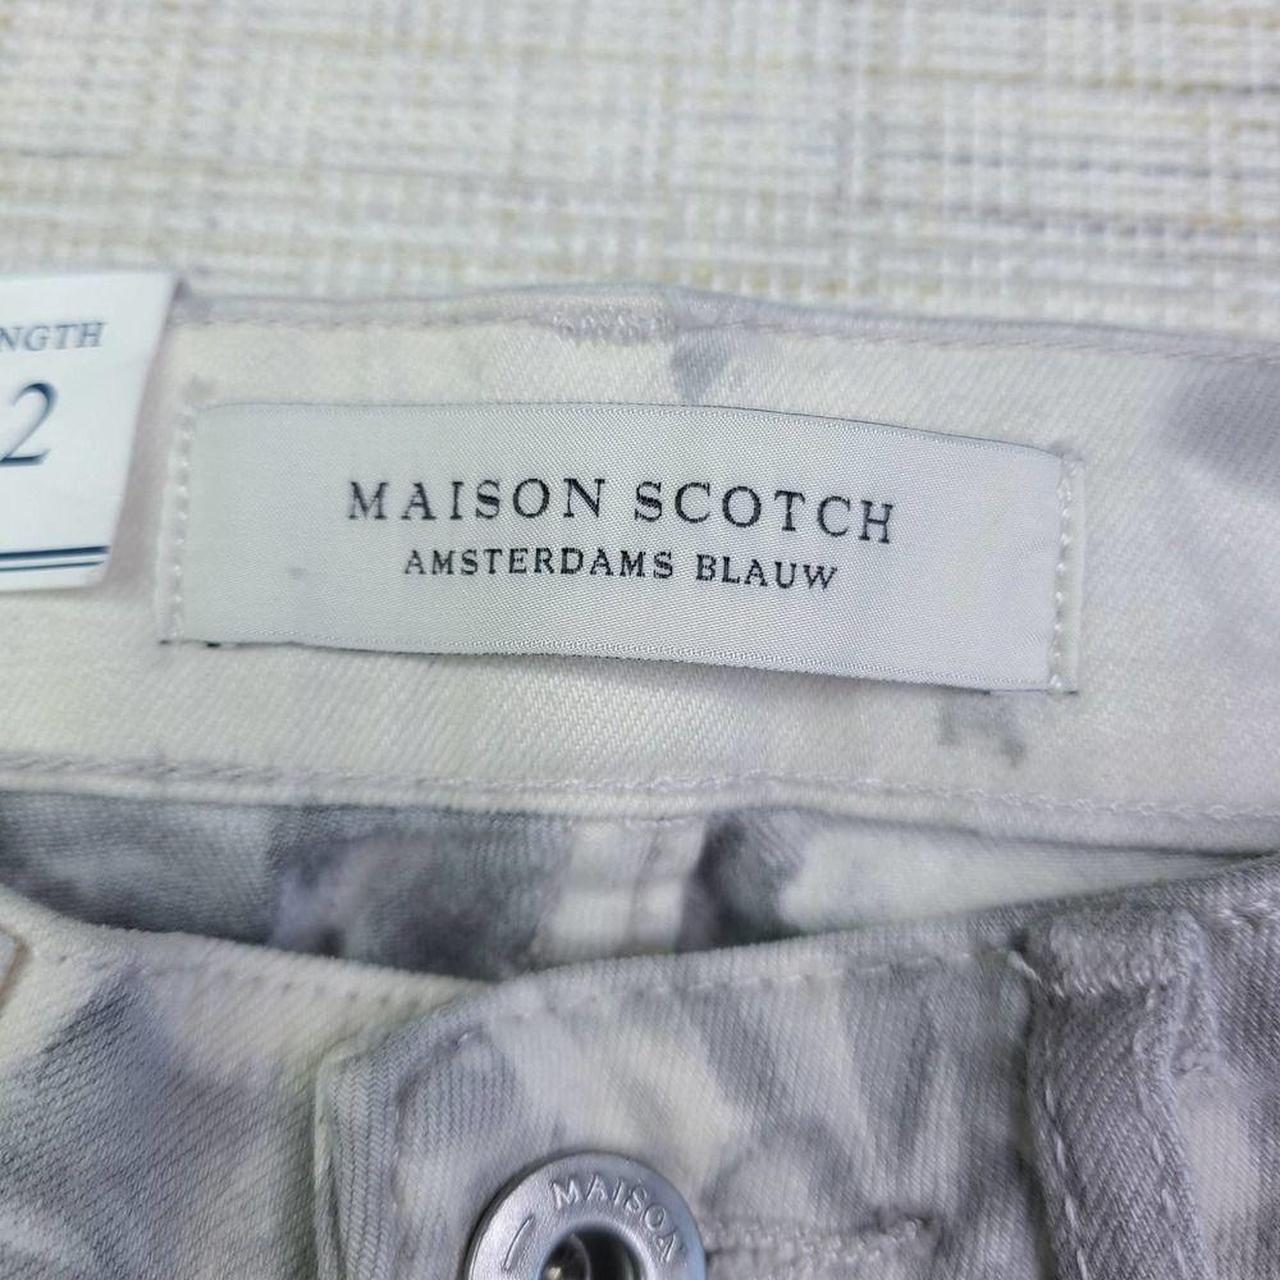 NGTH
2
MAISON SCOTCH
AMSTERDAMS BLAUW
MAISON